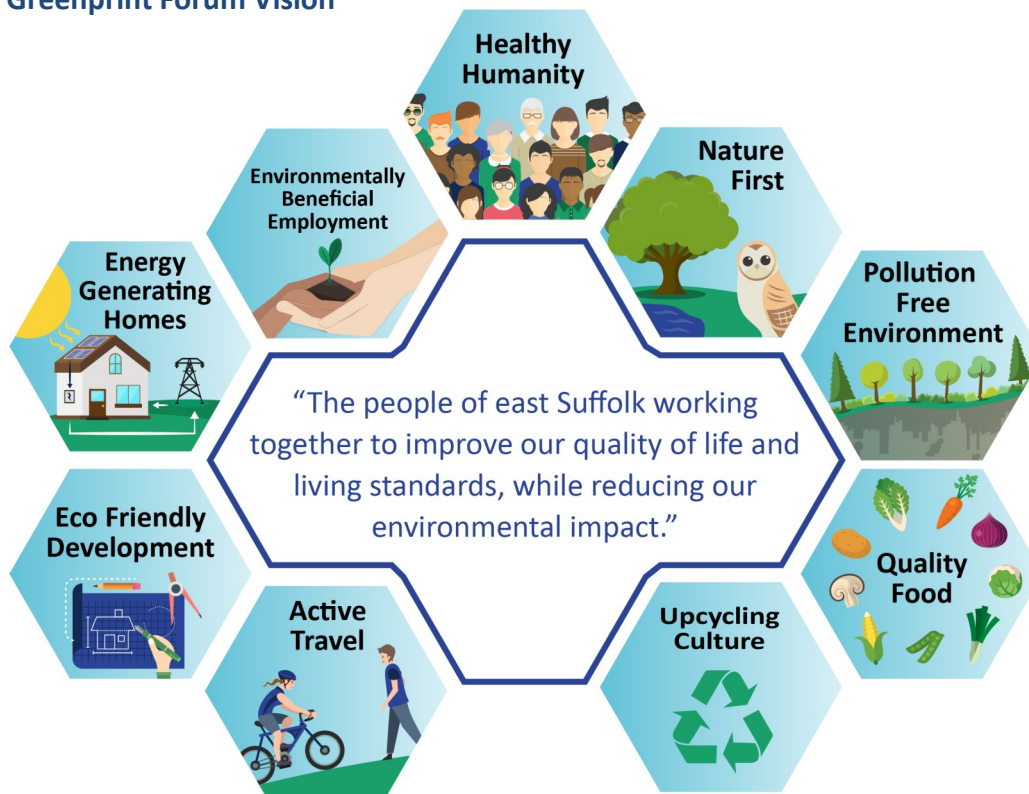 Greenprint Forum Vision
Healthy
Humanity
Nature
First
Pollution
Free
Environment
Quality
Food
Upcycling
Culture
Active
Travel
Eco Friendly
Development
Energy
Generating
Homes
Environmentally
Beneficial
Employment
“The people of east Suffolk working
together to improve our quality of life and
living standards, while reducing our
environmental impact.”